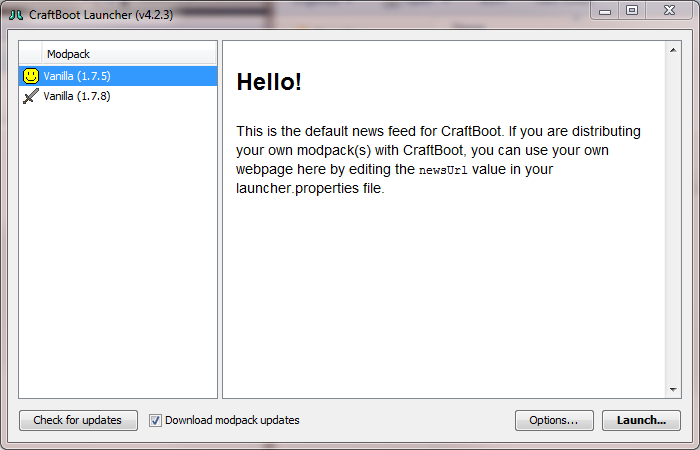 CraftBoot Launcher (v4.2.3)
Modpack
Vanilla (1.7.5)
Vanilla (1.7.8)
Hello!
This is the default news feed for CraftBoot. If you are distributing
your own modpack(s) with CraftBoot, you can use your own
webpage here by editing the newsUrl value in your
launcher.properties file.
Check for updates
Download modpack updates
Options...
Launch...